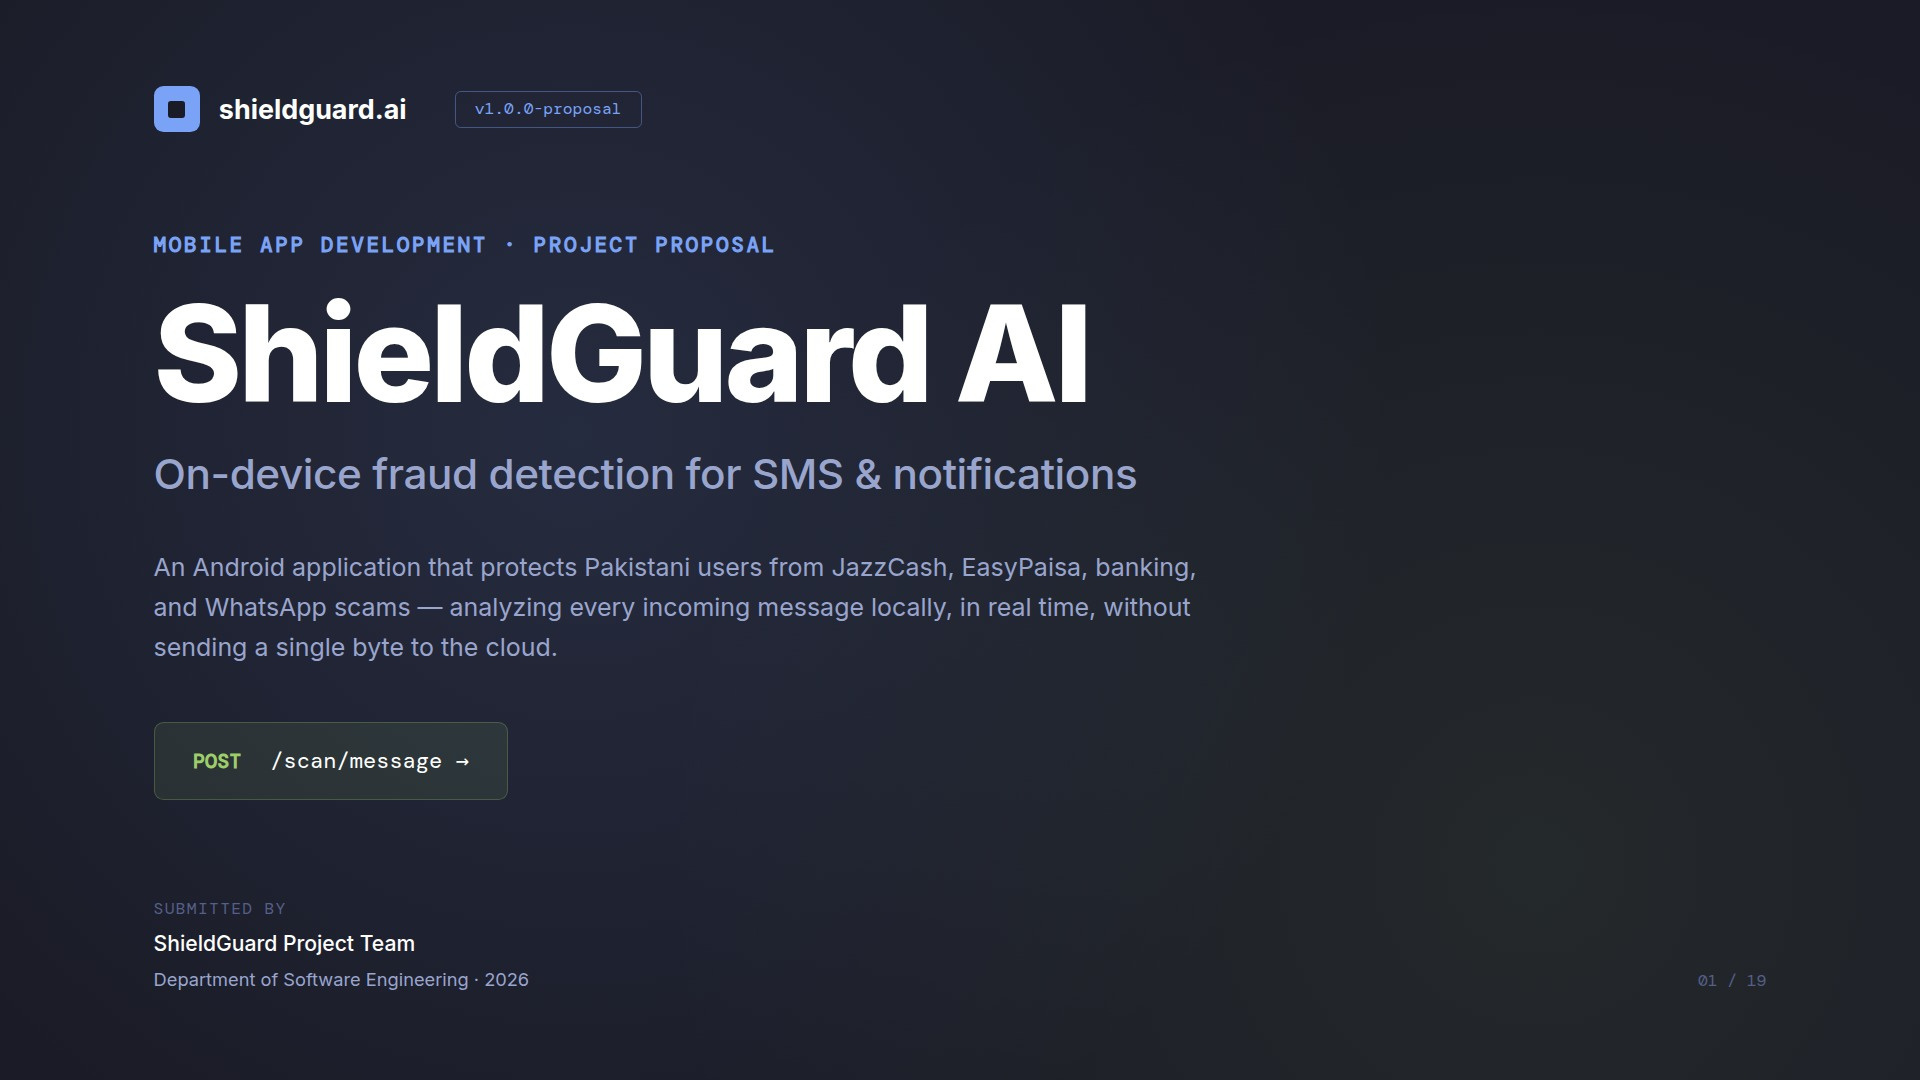 shieldguard.ai
v1.0.0-proposal
MOBILE APP DEVELOPMENT · PROJECT PROPOSAL
ShieldGuard AI
On-device fraud detection for SMS & notifications
An Android application that protects Pakistani users from JazzCash, EasyPaisa, banking,
and WhatsApp scams — analyzing every incoming message locally, in real time, without
sending a single byte to the cloud.
POST /scan/message →
SUBMITTED BY
ShieldGuard Project Team
Department of Software Engineering · 2026
01 / 19